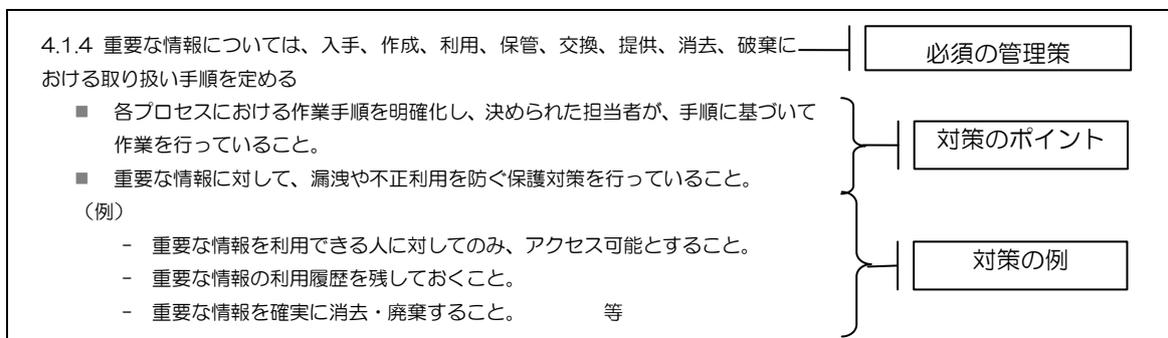 4.1.4 重要な情報については、入手、作成、利用、保管、交換、提供、消去、破棄に
おける取り扱い手順を定める
必須の管理策
■ 各プロセスにおける作業手順を明確化し、決められた担当者が、手順に基づいて
作業を行っていること。
対策のポイント
■ 重要な情報に対して、漏洩や不正利用を防ぐ保護対策を行っていること。
（例）
- 重要な情報を利用できる人に対してのみ、アクセス可能とすること。
- 重要な情報の利用履歴を残しておくこと。
- 重要な情報を確実に消去・廃棄すること。 等
対策の例